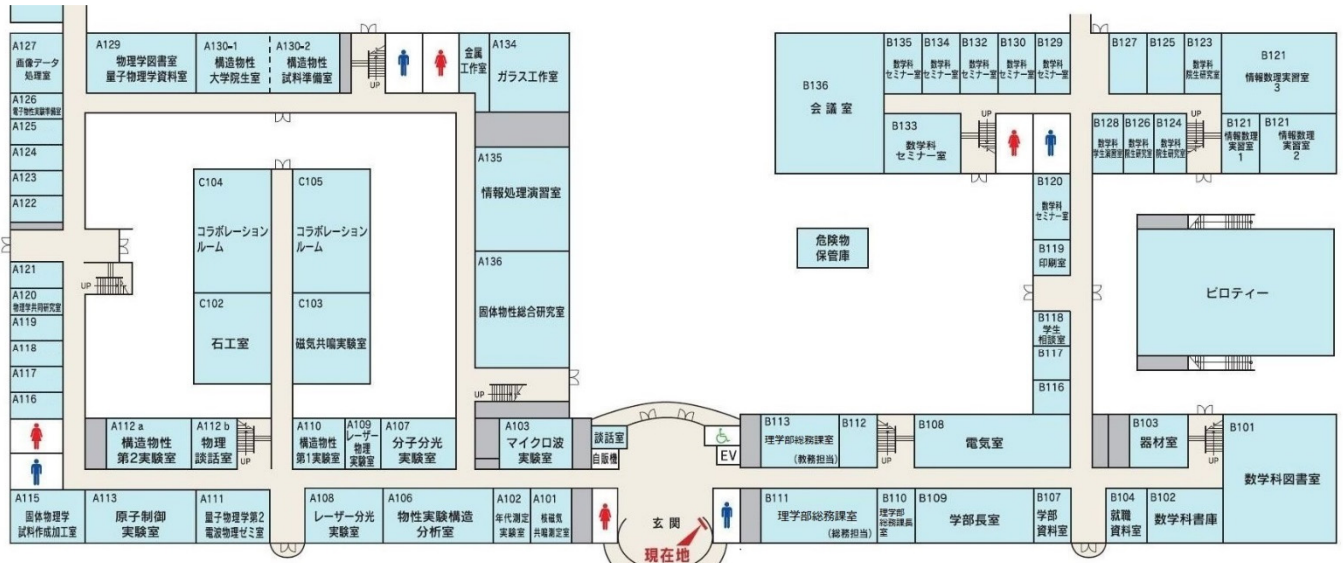 A127
画像データ
処理室
A129
物理学図書室
量子物理学資料室
A130-1
構造物性
大学院生室
A130-2
構造物性
試料準備室
UP
金属
工作室
A134
ガラス工作室
A126
電子物性実験準備室
A125
A124
A123
A122
A135
情報処理演習室
C104
コラボレーション
ルーム
C105
コラボレーション
ルーム
A136
固体物性総合研究室
A121
UP
A120
物理学共同研究室
A119
A118
A117
A116
C102
石工室
C103
磁気共鳴実験室
UP
A112 a
構造物性
第2実験室
A112 b
物理
談話室
UP
A110
構造物性
第1実験室
A109
レーザー
物理
実験室
A107
分子分光
実験室
A103
マイクロ波
実験室
談話室
自販機
A115
固体物理学
試料作成加工室
A113
原子制御
実験室
A111
量子物理学第2
電波物理ゼミ室
A108
レーザー分光
実験室
A106
物性実験構造
分析室
A102
年代測定
実験室
A101
核磁気
共鳴測定室
玄関
現在地
EV
B136
会議室
B135
数学科
セミナー室
B134
数学科
セミナー室
B132
数学科
セミナー室
B130
数学科
セミナー室
B129
数学科
セミナー室
B127
B125
B123
数学科
院生研究室
B121
情報数理実習室
3
B133
数学科
セミナー室
UP
B128
数学科
学生演習室
B126
数学科
院生研究室
B124
数学科
院生研究室
UP
B121
情報数理
実習室
1
B121
情報数理
実習室
2
B120
数学科
セミナー室
B119
印刷室
危険物
保管庫
ピロティー
B118
学生
相談室
B117
B116
B113
理学部総務課室
(教務担当)
B112
UP
B108
電気室
B103
器材室
UP
B101
数学科図書室
B111
理学部総務課室
(総務担当)
B110
理学部
総務課長
室
B109
学部長室
B107
学部
資料室
B104
就職
資料室
B102
数学科書庫